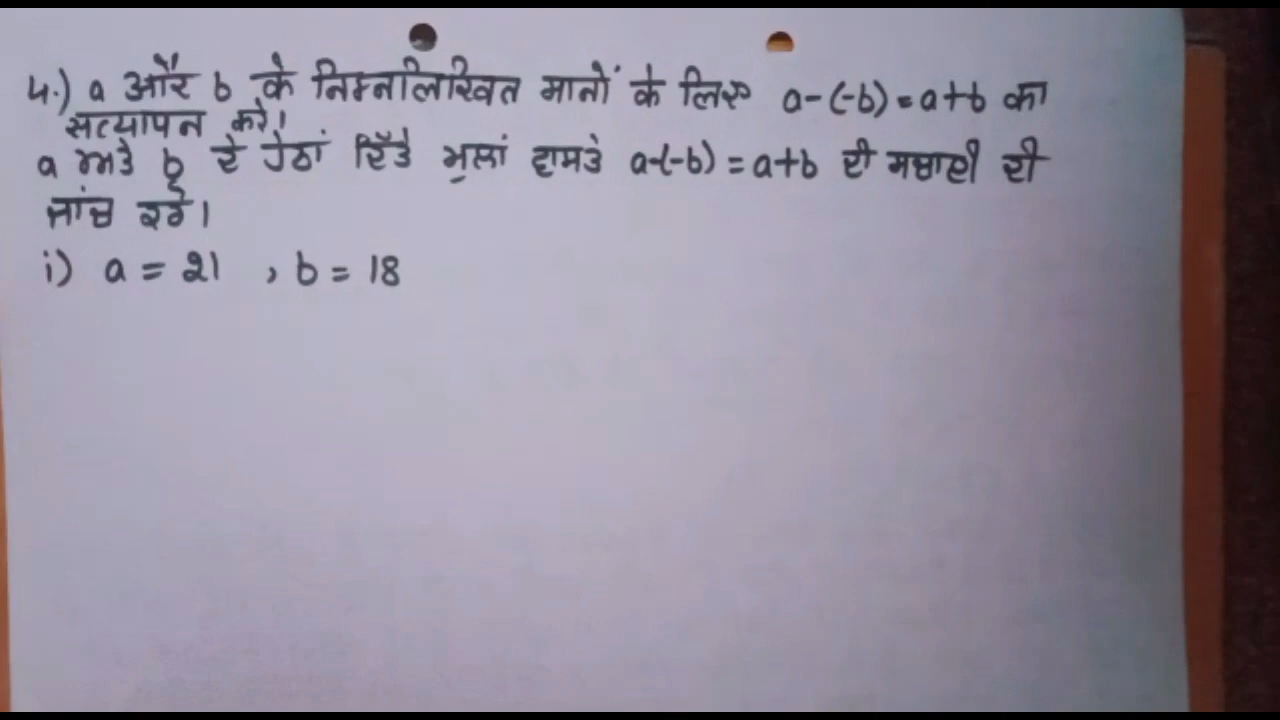 4.) a और b के निम्नलिखित मानों के लिए a-(-b)=a+b का
सत्यापन करे।
a ਅਤੇ b ਦੇ ਹੇਠਾਂ ਦਿੱਤੇ ਮੁਲਾਂ ਵਾਸਤੇ a-(-b) = a+b ਦੀ ਸਚਾਈ ਦੀ
ਜਾਂਚ ਕਰੋ।
i) a = 21 , b = 18